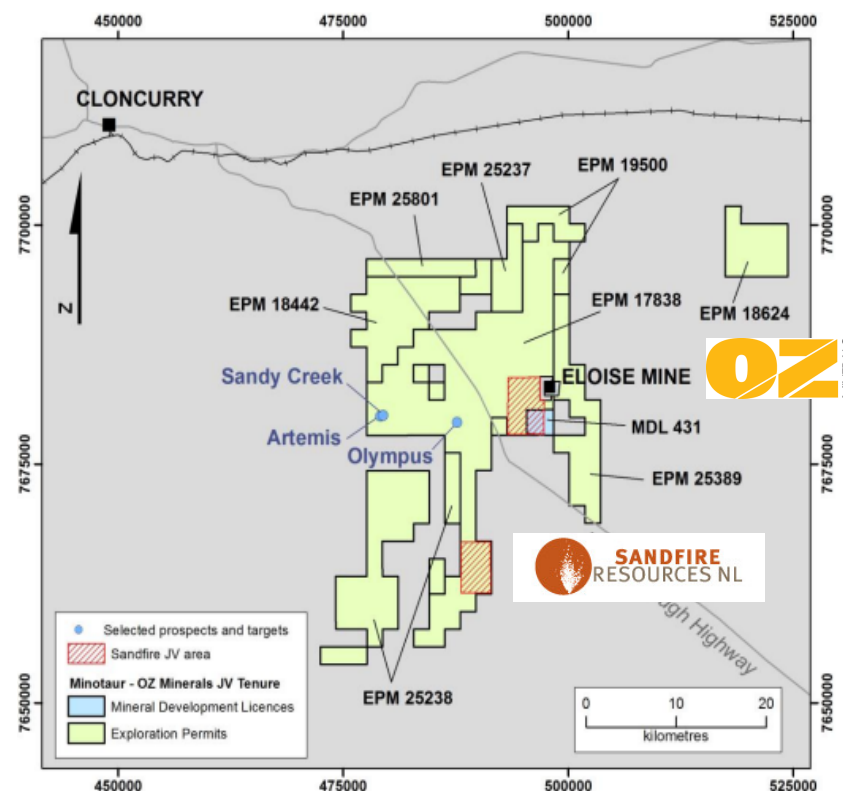 450000 475000 500000 525000
CLONCURRY
EPM 19500
EPM 25237
EPM 25801
7700000 7700000
EPM 18442
EPM 17838
EPM 18624
N
OZ
Sandy Creek
ELOISE MINE
Artemis
MDL 431
Olympus
7675000 7675000
EPM 25389
SANDFIRE
RESOURCES NL
Highway
Selected prospects and targets
Sandfire JV area
Minotaur - OZ Minerals JV Tenure
Mineral Development Licences
Exploration Permits
EPM 25238
7650000 7650000
0 10 20
kilometres
450000 475000 500000 525000